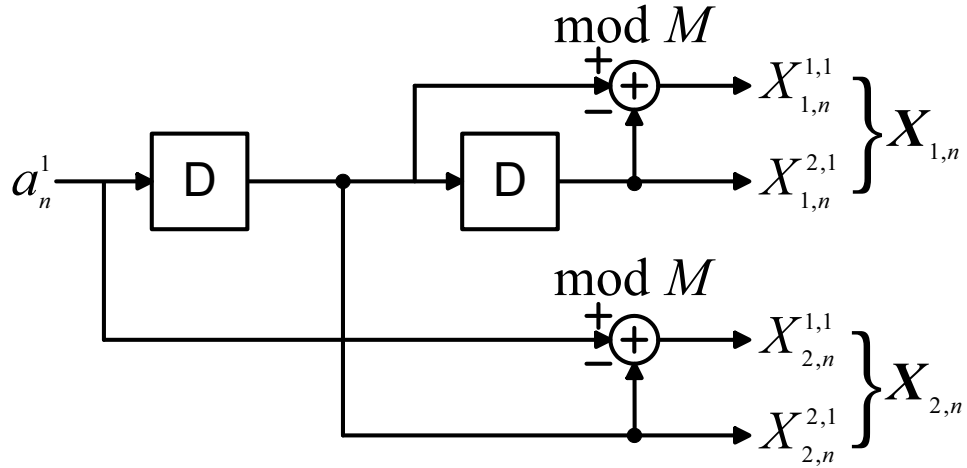 mod M
+
−
X^{1,1}_{1,n}
X_{1,n}
a^1_n
D
D
X^{2,1}_{1,n}
mod M
+
−
X^{1,1}_{2,n}
X_{2,n}
X^{2,1}_{2,n}